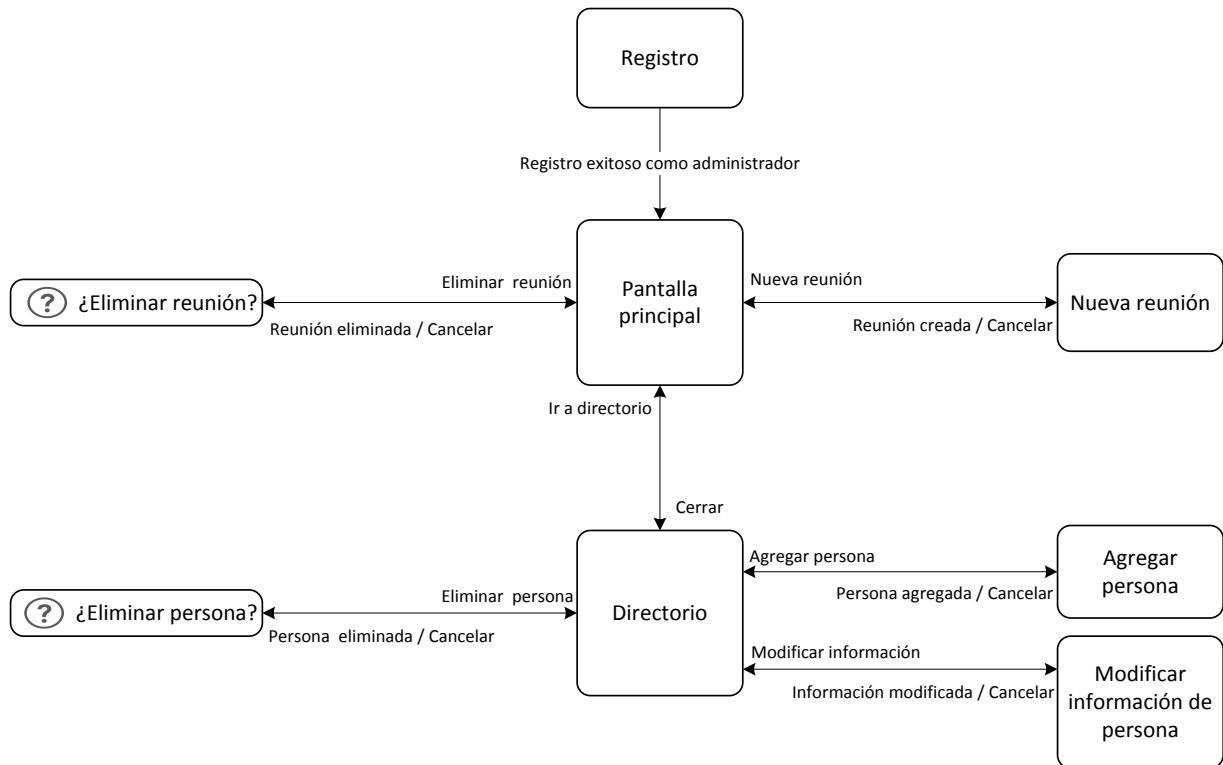 Registro
Registro exitoso como administrador
Eliminar reunión
Pantalla
principal
Nueva reunión
? ¿Eliminar reunión?
Nueva reunión
Reunión eliminada / Cancelar
Reunión creada / Cancelar
Ir a directorio
Cerrar
Agregar persona
Agregar
persona
Eliminar persona
Persona agregada / Cancelar
? ¿Eliminar persona?
Directorio
Persona eliminada / Cancelar
Modificar información
Información modificada / Cancelar
Modificar
información de
persona